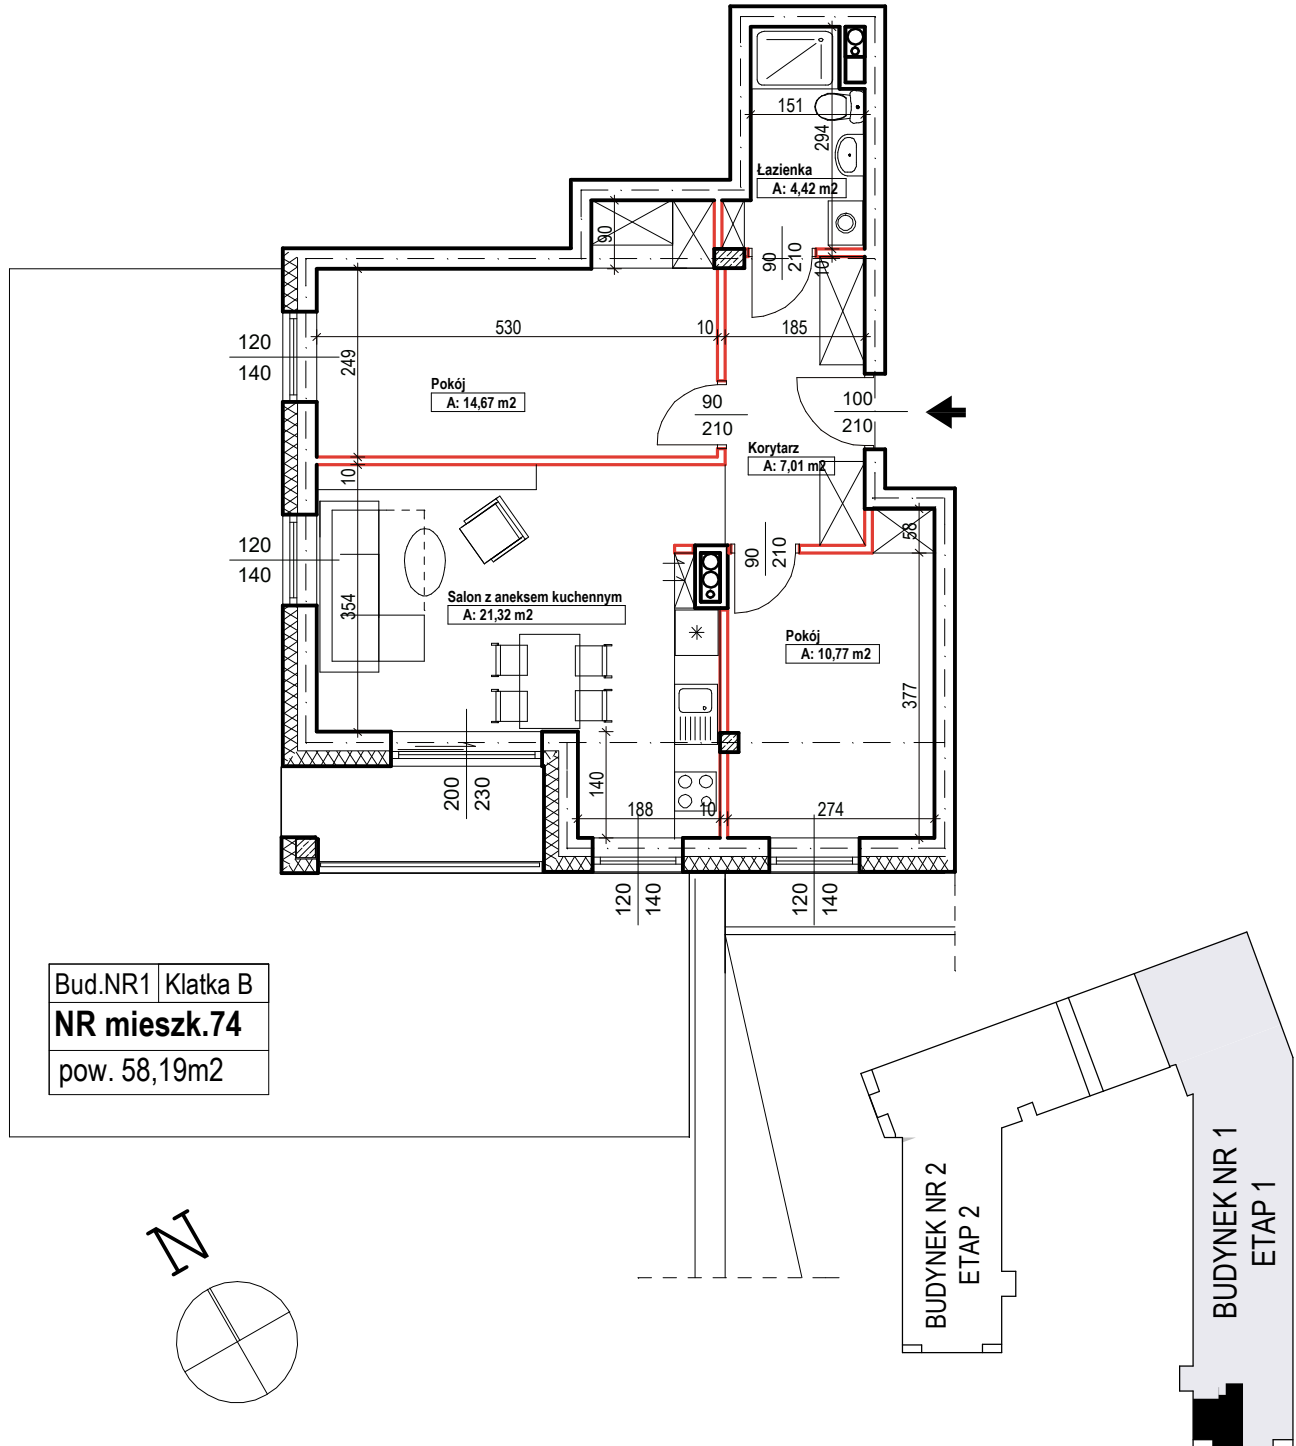 151
294
Łazienka
A: 4,42 m2
90
90
210
10
530
10
185
120
140
249
Pokój
A: 14,67 m2
90
210
100
210
Korytarz
A: 7,01 m2
10
58
120
140
90
210
354
Salon z aneksem kuchennym
A: 21,32 m2
Pokój
A: 10,77 m2
377
200
230
140
188
10
274
120
140
120
140
Bud.NR1 Klatka B
NR mieszk.74
pow. 58,19m2
N
BUDYNEK NR 2
ETAP 2
BUDYNEK NR 1
ETAP 1